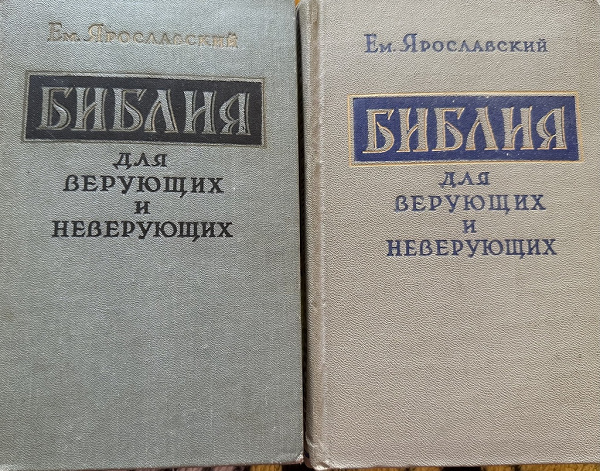 Ем. Ярославский
БИБЛИЯ
для
верующих
и
неверующих
Ем. Ярославский
БИБЛИЯ
для
верующих
и
неверующих